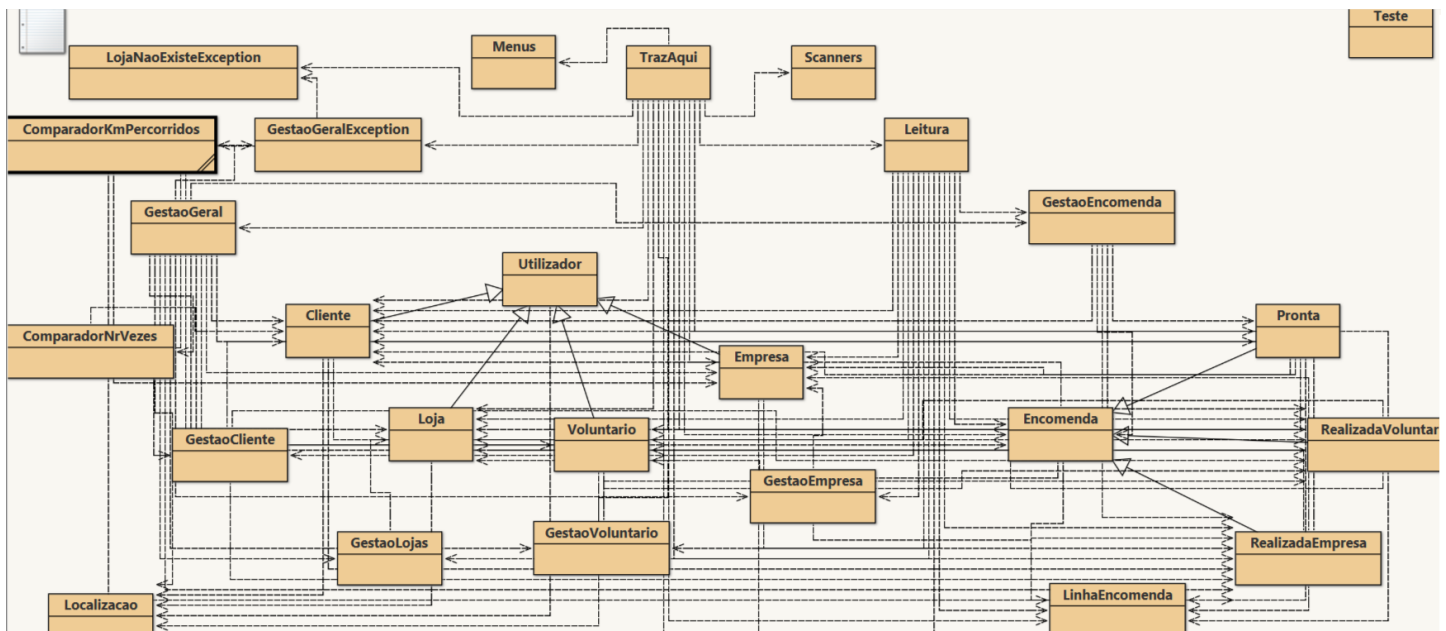 Teste
Menus
LojaNaoExisteException
TrazAqui
Scanners
ComparadorKmPercorridos
GestaoGeralException
Leitura
GestaoGeral
GestaoEncomenda
Utilizador
Cliente
Pronta
ComparadorNrVezes
Empresa
Loja
Voluntario
Encomenda
GestaoCliente
RealizadaVoluntar
GestaoEmpresa
GestaoLojas
GestaoVoluntario
RealizadaEmpresa
Localizacao
LinhaEncomenda